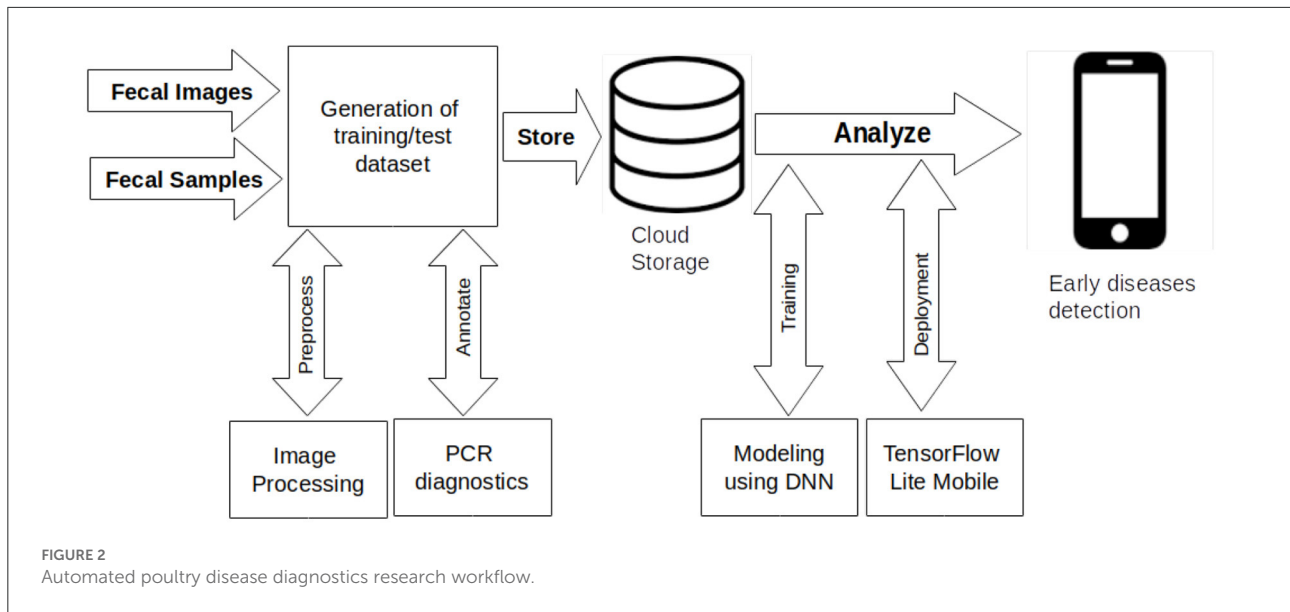 Fecal Images
Fecal Samples
Generation of
training/test
dataset
Store
Cloud
Storage
Analyze
Early diseases
detection
Preprocess
Annotate
Training
Deployment
Image
Processing
PCR
diagnostics
Modeling
using DNN
TensorFlow
Lite Mobile
FIGURE 2
Automated poultry disease diagnostics research workflow.